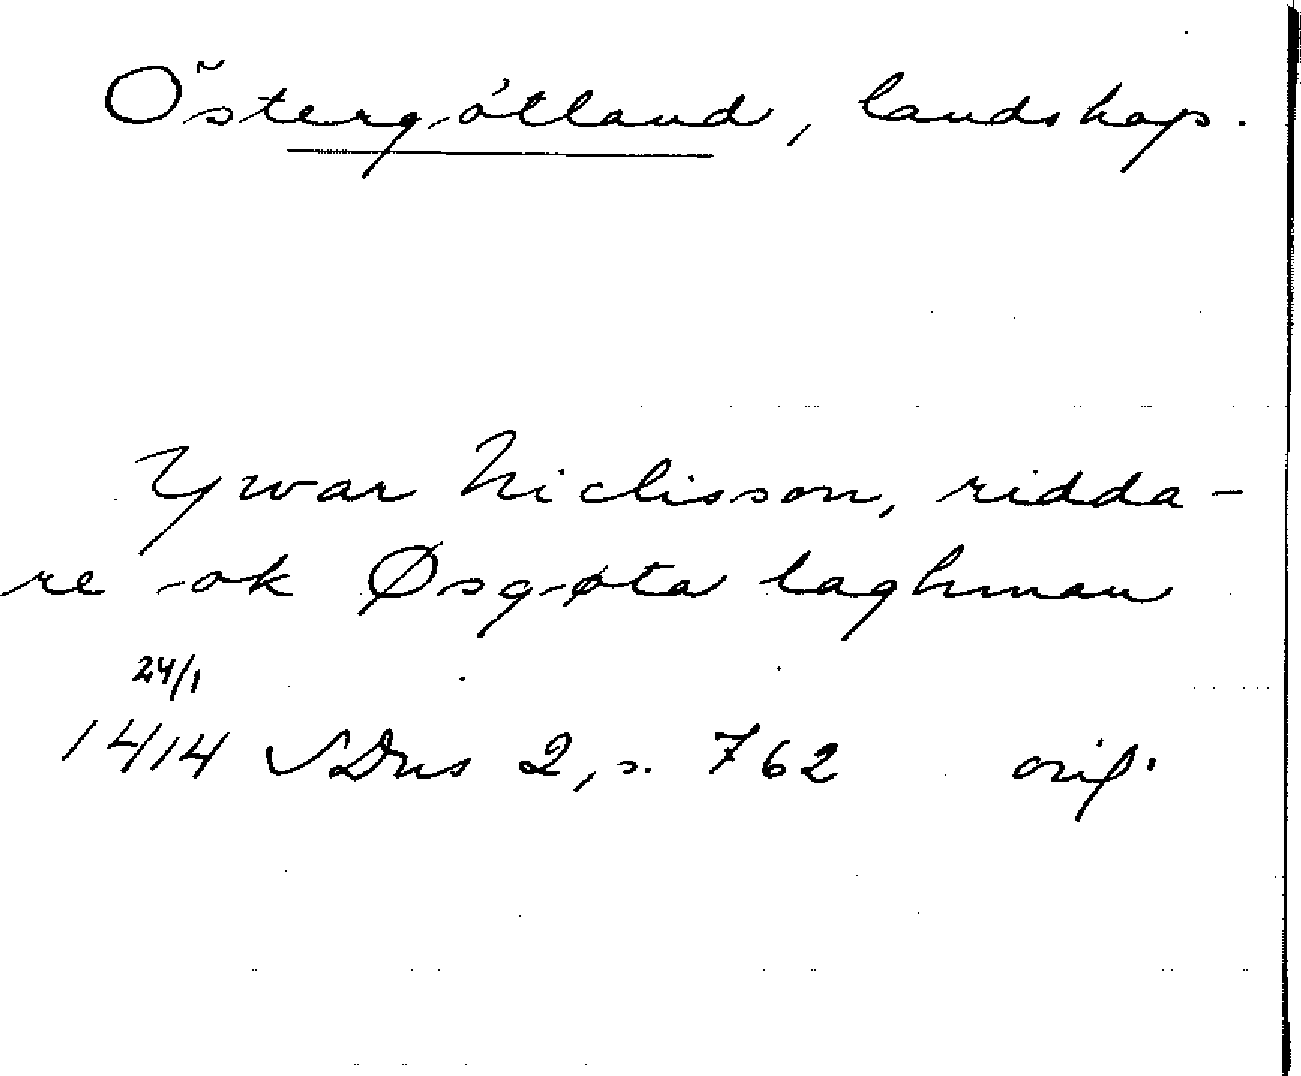 Östergötland, landskap.
Ywar Niclisson, ridda-
re ok Øsgøta laghman
24/1
1414 SDns 2, s. 762 orig.